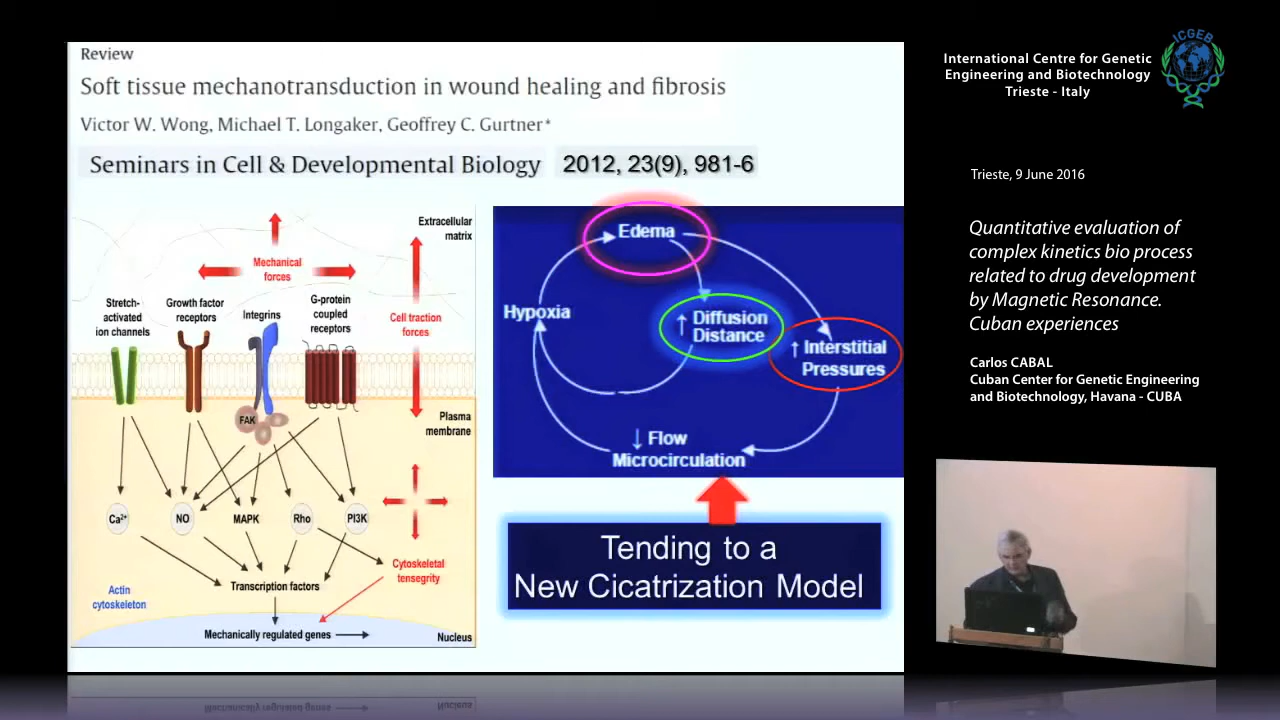 Review
Soft tissue mechanotransduction in wound healing and fibrosis
Victor W. Wong, Michael T. Longaker, Geoffrey C. Gurtner*
Seminars in Cell & Developmental Biology 2012, 23(9), 981-6
Extracellular
matrix
Mechanical
forces
Stretch-
activated
ion channels
Growth factor
receptors
Integrins
G-protein
coupled
receptors
Cell traction
forces
FAK
Plasma
membrane
Ca2+
NO
MAPK
Rho
PI3K
Cytoskeletal
tensegrity
Transcription factors
Actin
cytoskeleton
Mechanically regulated genes
Nucleus
Edema
Hypoxia
↑ Diffusion
Distance
↑ Interstitial
Pressures
↓ Flow
Microcirculation
Tending to a
New Cicatrization Model
International Centre for Genetic
Engineering and Biotechnology
Trieste - Italy
ICGEB
Trieste, 9 June 2016
Quantitative evaluation of
complex kinetics bio process
related to drug development
by Magnetic Resonance.
Cuban experiences
Carlos CABAL
Cuban Center for Genetic Engineering
and Biotechnology, Havana - CUBA